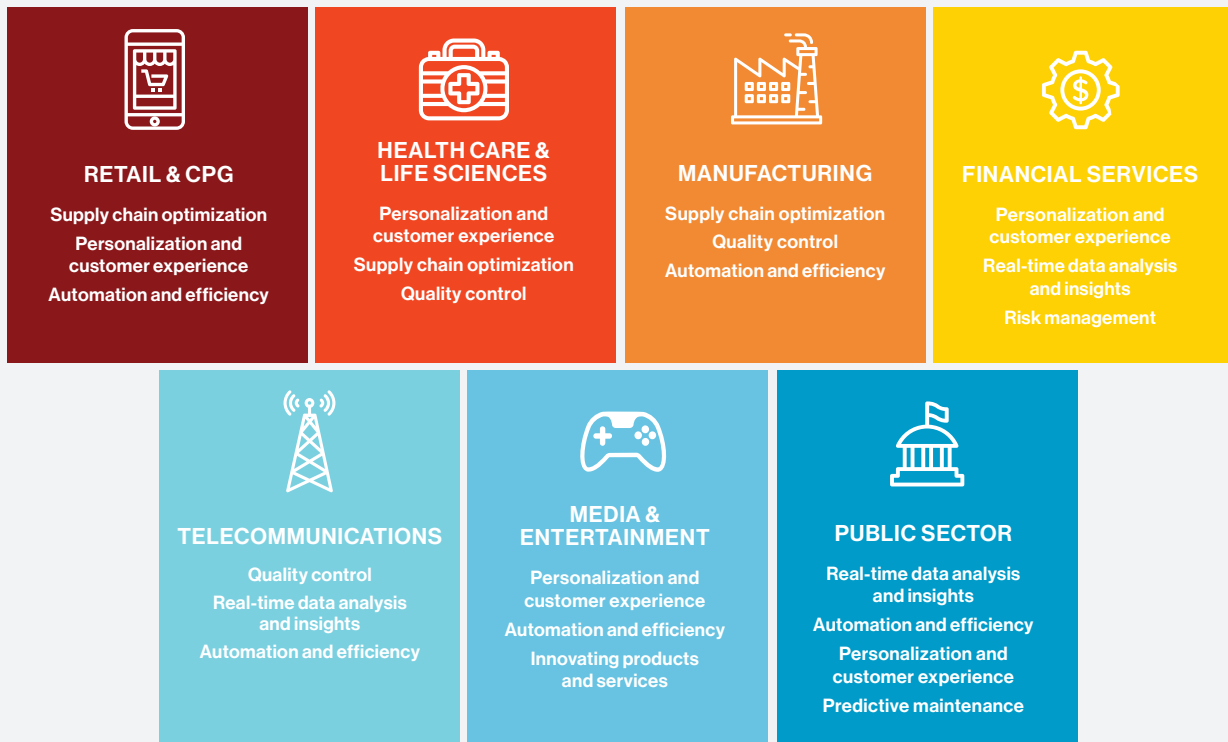 RETAIL & CPG
Supply chain optimization
Personalization and
customer experience
Automation and efficiency
HEALTH CARE &
LIFE SCIENCES
Personalization and
customer experience
Supply chain optimization
Quality control
MANUFACTURING
Supply chain optimization
Quality control
Automation and efficiency
$
FINANCIAL SERVICES
Personalization and
customer experience
Real-time data analysis
and insights
Risk management
TELECOMMUNICATIONS
Quality control
Real-time data analysis
and insights
Automation and efficiency
MEDIA &
ENTERTAINMENT
Personalization and
customer experience
Automation and efficiency
Innovating products
and services
PUBLIC SECTOR
Real-time data analysis
and insights
Automation and efficiency
Personalization and
customer experience
Predictive maintenance